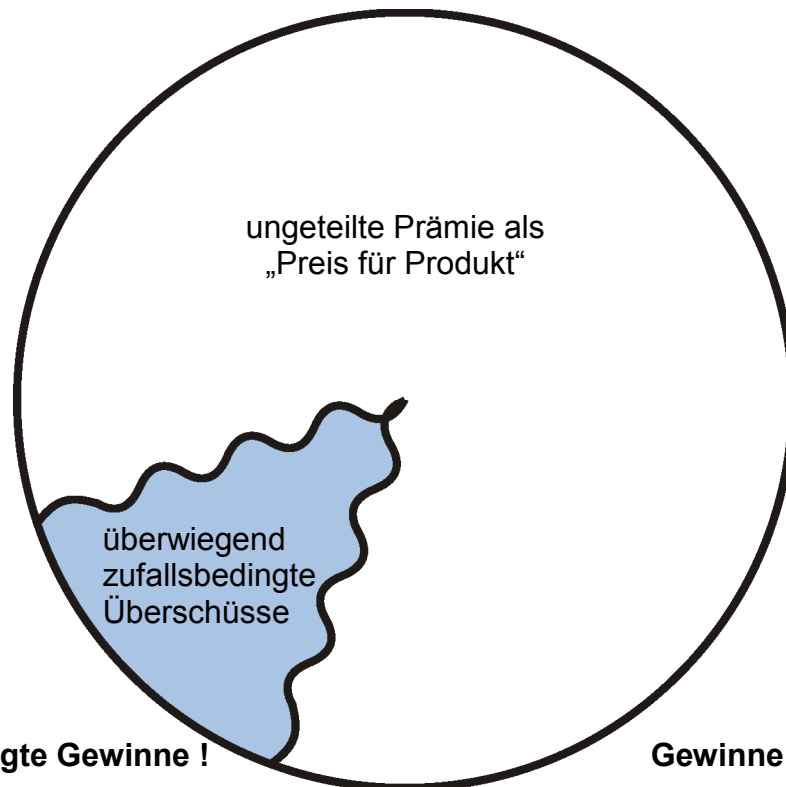 ungeteilte Prämie als
„Preis für Produkt“
überwiegend
zufallsbedingte
Überschüsse
gte Gewinne !
Gewinne